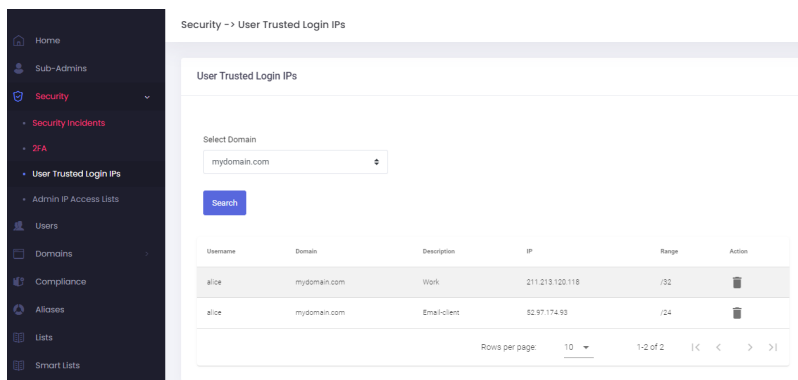 Security -> User Trusted Login IPs
Home
Sub-Admins
Security
Security Incidents
2FA
User Trusted Login IPs
Admin IP Access Lists
Users
Domains
Compliance
Aliases
Lists
Smart Lists
User Trusted Login IPs
Select Domain
mydomain.com
Search
Username Domain Description IP Range Action
alice mydomain.com Work 211.213.120.118 /32
alice mydomain.com Email-client 52.97.174.93 /24
Rows per page: 10 1-2 of 2